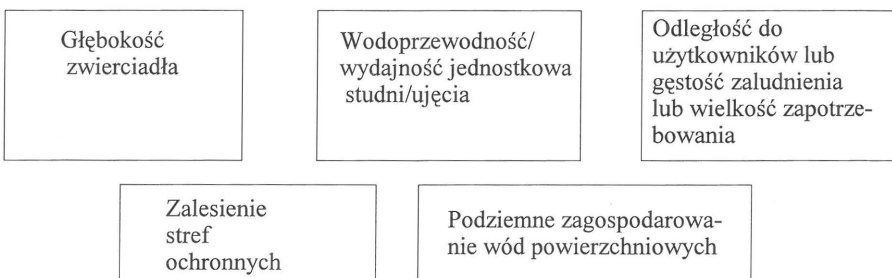 Głębokość
zwierciadła
Wodoprzewodność/
wydajność jednostkowa
studni/ujęcia
Odległość do
użytkowników lub
gęstość zaludnienia
lub wielkość zapotrze-
bowania
Zalesienie
stref
ochronnych
Podziemne zagospodarowa-
nie wód powierzchniowych